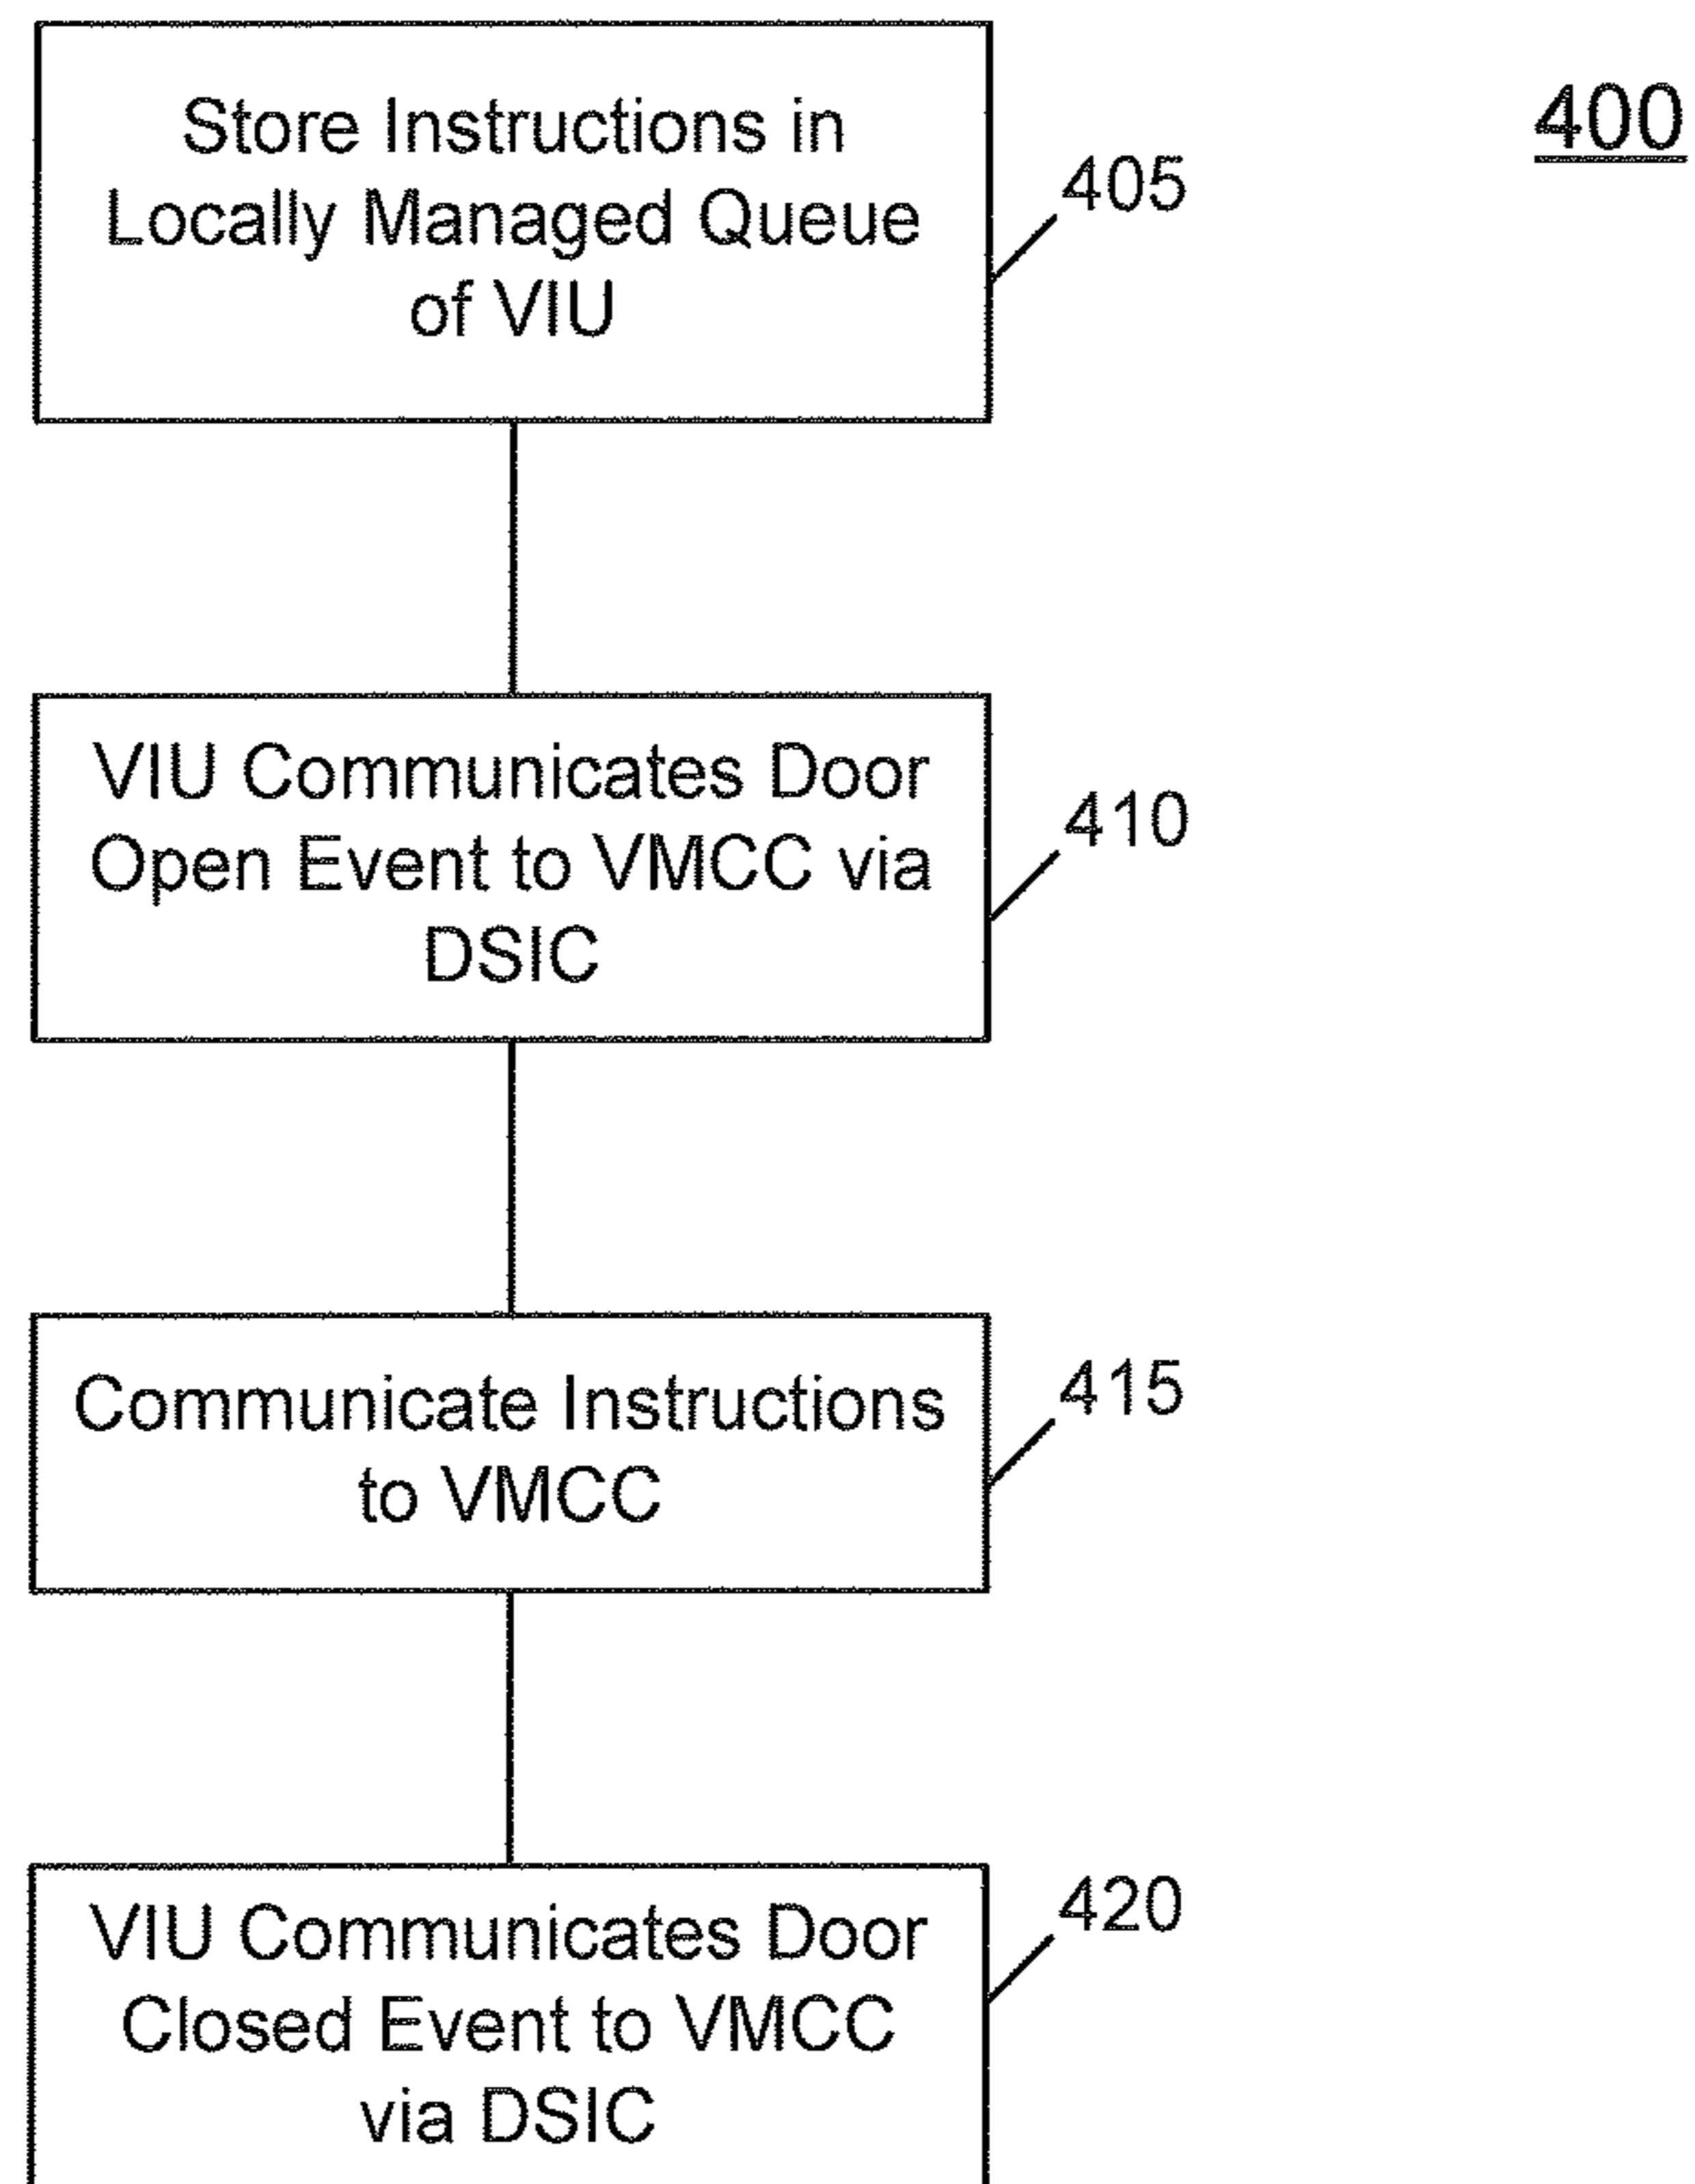 400
Store Instructions in
Locally Managed Queue
of VIU
405
VIU Communicates Door
Open Event to VMCC via
DSIC
410
Communicate Instructions
to VMCC
415
VIU Communicates Door
Closed Event to VMCC
via DSIC
420